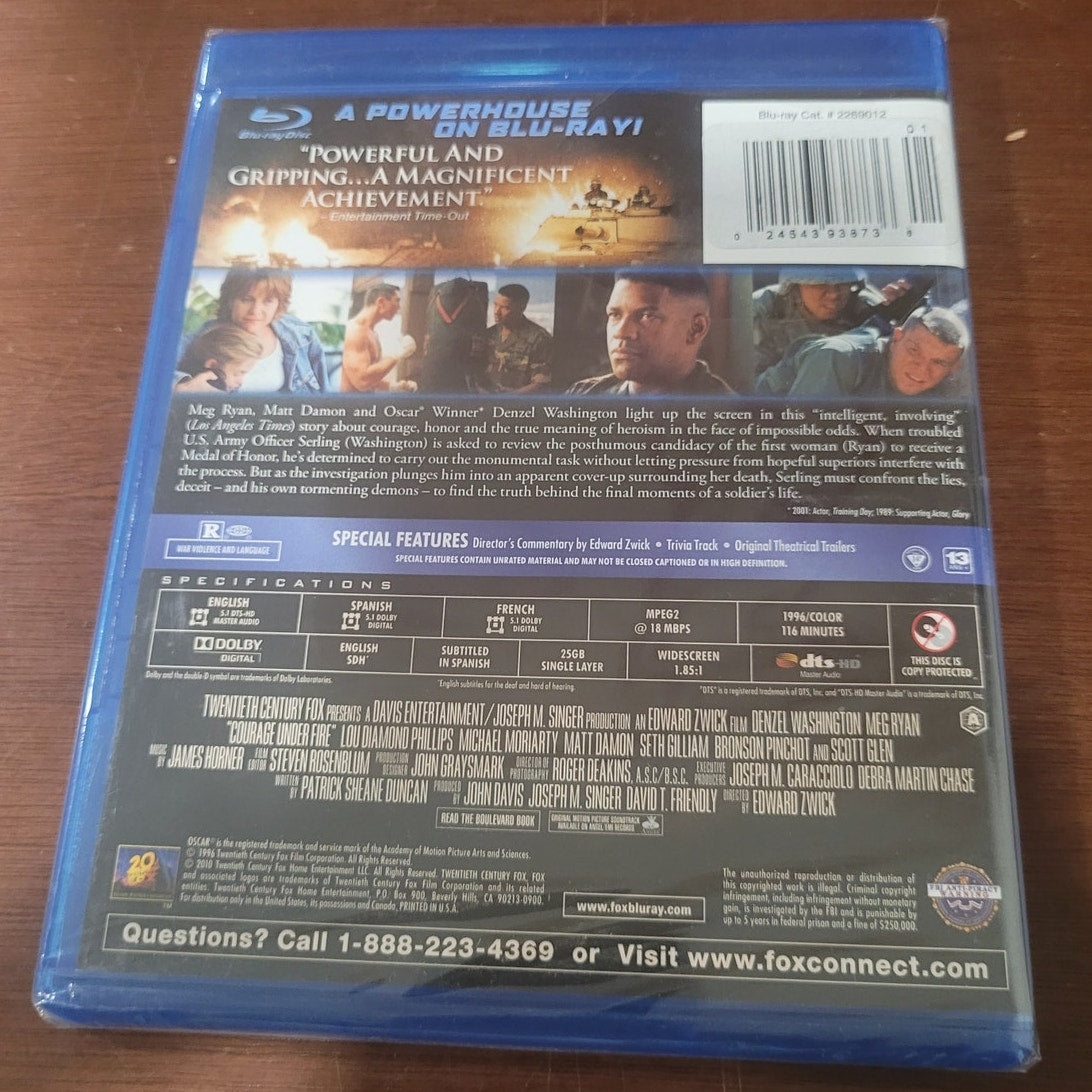 Blu-ray Disc
A POWERHOUSE
ON BLU-RAY!
"POWERFUL AND
GRIPPING...A MAGNIFICENT
ACHIEVEMENT."
- Entertainment Time-Out
Blu-ray Cat. # 2269012
01
0 24543 93873 8
Meg Ryan, Matt Damon and Oscar® Winner* Denzel Washington light up the screen in this "intelligent, involving"
(Los Angeles Times) story about courage, honor and the true meaning of heroism in the face of impossible odds. When troubled
U.S. Army Officer Serling (Washington) is asked to review the posthumous candidacy of the first woman (Ryan) to receive a
Medal of Honor, he's determined to carry out the monumental task without letting pressure from hopeful superiors interfere with
the process. But as the investigation plunges him into an apparent cover-up surrounding her death, Serling must confront the lies,
deceit – and his own tormenting demons – to find the truth behind the final moments of a soldier's life.
* 2001: Actor, Training Day; 1989: Supporting Actor, Glory
R
WAR VIOLENCE AND LANGUAGE
SPECIAL FEATURES Director's Commentary by Edward Zwick • Trivia Track • Original Theatrical Trailers
SPECIAL FEATURES CONTAIN UNRATED MATERIAL AND MAY NOT BE CLOSED CAPTIONED OR IN HIGH DEFINITION.
13
SPECIFICATIONS
ENGLISH
5.1 DTS-HD
MASTER AUDIO
SPANISH
5.1 DOLBY
DIGITAL
FRENCH
5.1 DOLBY
DIGITAL
MPEG2
@ 18 MBPS
1996/COLOR
116 MINUTES
THIS DISC IS
COPY PROTECTED
DOLBY
DIGITAL
ENGLISH
SDH*
SUBTITLED
IN SPANISH
25GB
SINGLE LAYER
WIDESCREEN
1.85:1
dts-HD
Master Audio
Dolby and the double-D symbol are trademarks of Dolby Laboratories.
*English subtitles for the deaf and hard of hearing.
"DTS" is a registered trademark of DTS, Inc. and "DTS-HD Master Audio" is a trademark of DTS, Inc.
A
TWENTIETH CENTURY FOX PRESENTS A DAVIS ENTERTAINMENT/JOSEPH M. SINGER PRODUCTION AN EDWARD ZWICK FILM DENZEL WASHINGTON MEG RYAN
"COURAGE UNDER FIRE" LOU DIAMOND PHILLIPS MICHAEL MORIARTY MATT DAMON SETH GILLIAM BRONSON PINCHOT AND SCOTT GLEN
MUSIC BY JAMES HORNER FILM EDITOR STEVEN ROSENBLUM PRODUCTION DESIGNER JOHN GRAYSMARK DIRECTOR OF PHOTOGRAPHY ROGER DEAKINS, A.S.C/B.S.C. EXECUTIVE PRODUCERS JOSEPH M. CARACCIOLO DEBRA MARTIN CHASE
WRITTEN BY PATRICK SHEANE DUNCAN PRODUCED BY JOHN DAVIS JOSEPH M. SINGER DAVID T. FRIENDLY DIRECTED BY EDWARD ZWICK
READ THE BOULEVARD BOOK
ORIGINAL MOTION PICTURE SOUNDTRACK
AVAILABLE ON ANGEL EMI RECORDS
OSCAR® is the registered trademark and service mark of the Academy of Motion Picture Arts and Sciences.
© 1996 Twentieth Century Fox Film Corporation. All Rights Reserved.
© 2010 Twentieth Century Fox Home Entertainment LLC. All Rights Reserved. TWENTIETH CENTURY FOX, FOX
and associated logos are trademarks of Twentieth Century Fox Film Corporation and its related
entities. Twentieth Century Fox Home Entertainment, P.O. Box 900, Beverly Hills, CA 90213-0900.
For distribution only in the United States, its possessions and Canada. PRINTED IN U.S.A.
www.foxbluray.com
The unauthorized reproduction or distribution of
this copyrighted work is illegal. Criminal copyright
infringement, including infringement without monetary
gain, is investigated by the FBI and is punishable by
up to 5 years in federal prison and a fine of $250,000.
FBI ANTI-PIRACY
WARNING
20
Questions? Call 1-888-223-4369 or Visit www.foxconnect.com